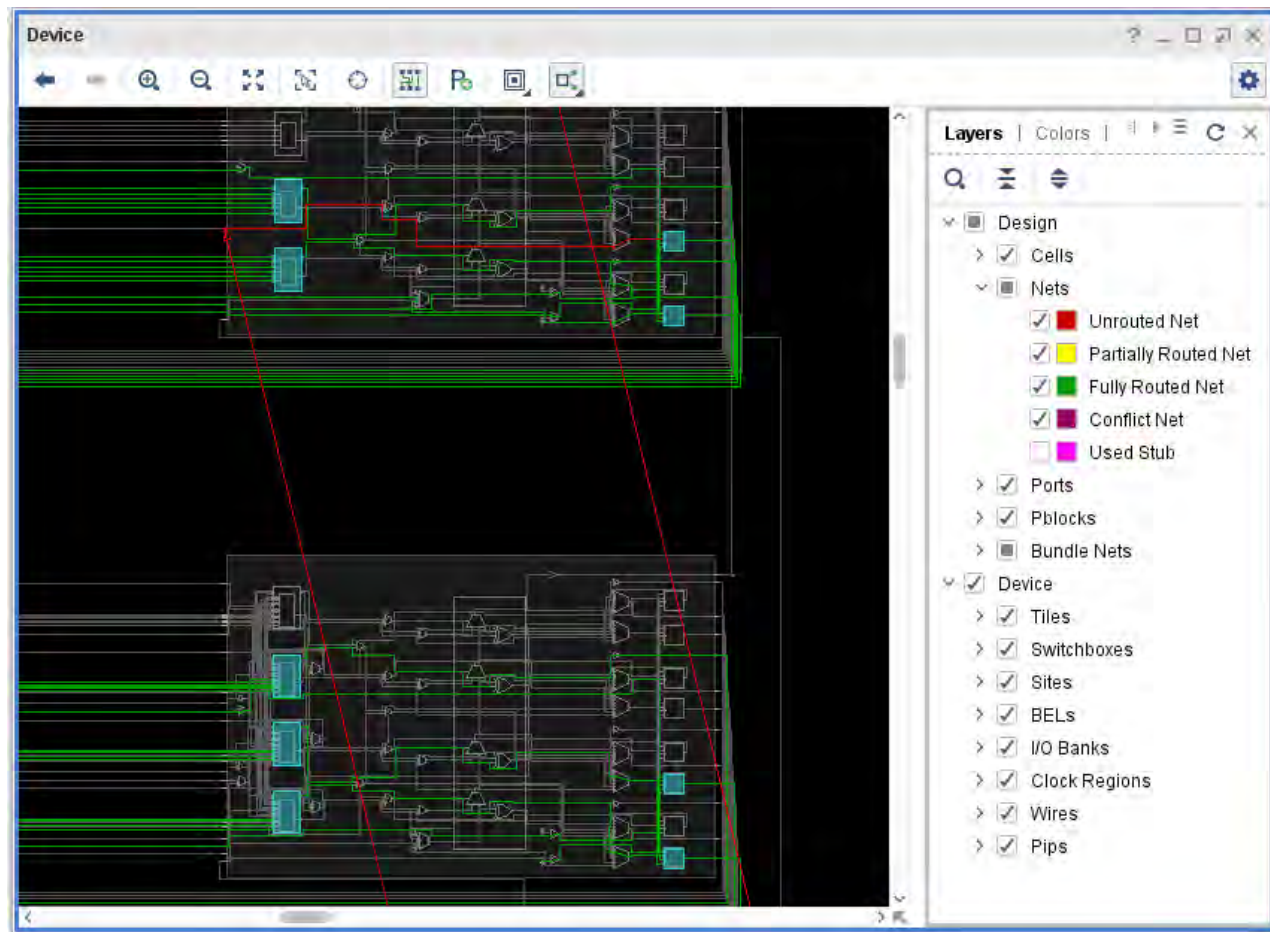 Device
Layers | Colors |
Design
Cells
Nets
Unrouted Net
Partially Routed Net
Fully Routed Net
Conflict Net
Used Stub
Ports
Pblocks
Bundle Nets
Device
Tiles
Switchboxes
Sites
BELs
I/O Banks
Clock Regions
Wires
Pips